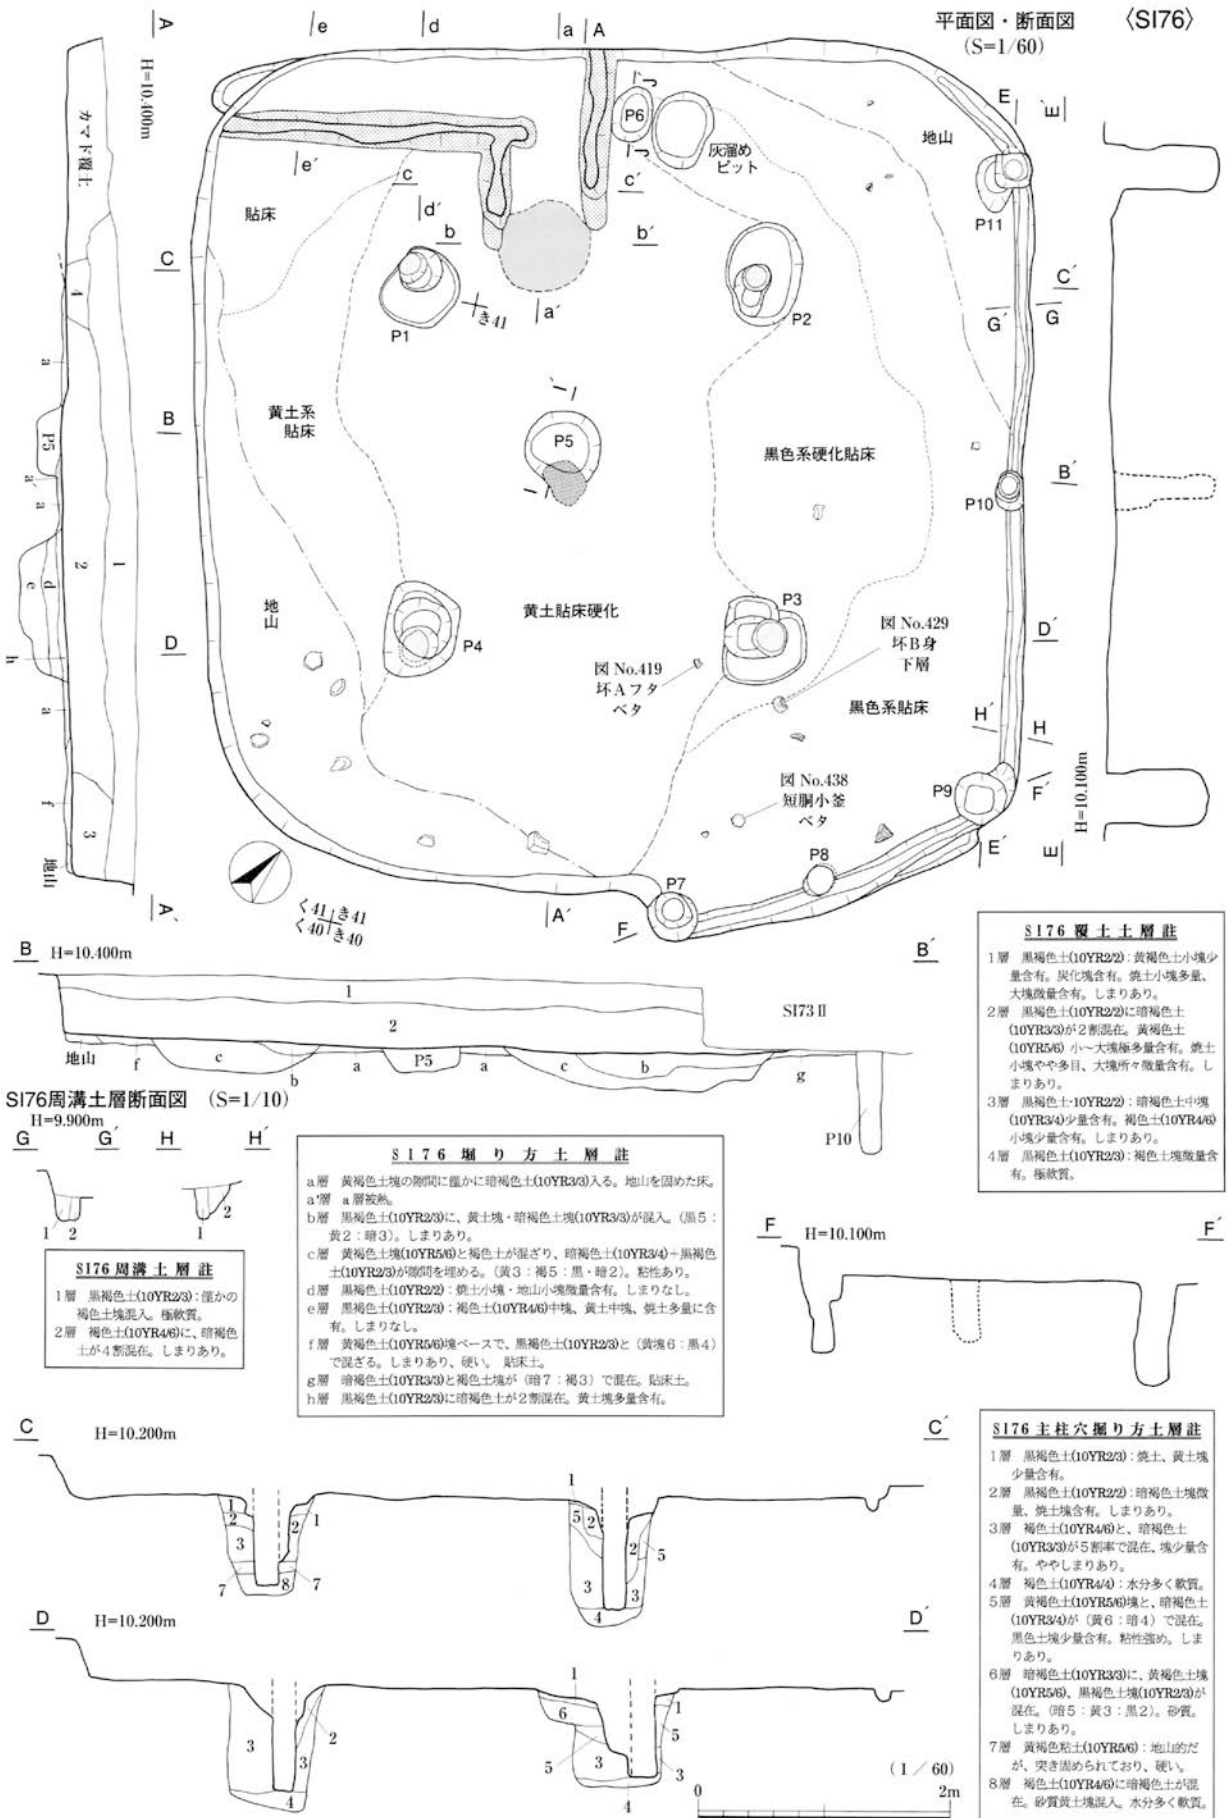 平面図・断面図 〈SI76〉
(S=1/60)
A
e
d
a
A
H=10.400m
カマド覆土
E
E´
P6
J
J´
灰溜め
ピット
地山
P11
e´
c
c´
d´
b
b´
貼床
C
C´
a´
き41
P1
P2
G´
G
4
a
黄土系
貼床
B
P5
P5
I´
I
黒色系硬化貼床
B´
P10
a´
a
2
1
d
e
h
a
f
3
地山
地山
D
D´
P4
黄土貼床硬化
P3
図 No.429
坏B身
下層
図 No.419
坏Aフタ
ベタ
黒色系貼床
H´
H
H=10.100m
図 No.438
短胴小釜
ベタ
P9
F´
P8
E´
E
P7
A´
A´
F
く41 き41
く40 き40
B H=10.400m B´
1
2
SI73Ⅱ
地山
f
c
b
a
P5
a
c
b
g
P10
SI76 覆土土層註
1層 黒褐色土(10YR2/2):黄褐色土小塊少
量含有。炭化塊含有。焼土小塊多量、
大塊微量含有。しまりあり。
2層 黒褐色土(10YR2/2)に暗褐色土
(10YR3/3)が2割混在。黄褐色土
(10YR5/6) 小~大塊極多量含有。焼土
小塊やや多目、大塊所々微量含有。し
まりあり。
3層 黒褐色土·10YR2/2):暗褐色土中塊
(10YR3/4)少量含有。褐色土(10YR4/6)
小塊少量含有。しまりあり。
4層 黒褐色土(10YR2/3):褐色土塊微量含
有。極軟質。
SI76周溝土層断面図 (S=1/10)
H=9.900m
G G´ H H´
1 2
1
2
SI76 周溝土層註
1層 黒褐色土(10YR2/3):僅かの
褐色土塊混入。極軟質。
2層 褐色土(10YR4/6)に、暗褐色
土が4割混在。しまりあり。
SI76 堀り方土層註
a層 黄褐色土塊の隙間に僅かに暗褐色土(10YR3/3)入る。地山を固めた床。
a'層 a層被熱。
b層 黒褐色土(10YR2/3)に、黄土塊・暗褐色土塊(10YR3/3)が混入。(黒5:
黄2:暗3)。しまりあり。
c層 黄褐色土塊(10YR5/6)と褐色土が混ざり、暗褐色土(10YR3/4)+黒褐色
土(10YR2/3)が隙間を埋める。(黄3:褐5:黒・暗2)。粘性あり。
d層 黒褐色土(10YR2/2):焼土小塊・地山小塊微量含有。しまりなし。
e層 黒褐色土(10YR2/3):褐色土(10YR4/6)中塊、黄土中塊、焼土多量に含
有。しまりなし。
f層 黄褐色土(10YR5/6)塊ベースで、黒褐色土(10YR2/3)と(黄塊6:黒4)
で混ざる。しまりあり、硬い。 貼床土。
g層 暗褐色土(10YR3/3)と褐色土塊が(暗7:褐3)で混在。貼床土。
h層 黒褐色土(10YR2/3)に暗褐色土が2割混在。黄土塊多量含有。
F H=10.100m F´
C H=10.200m C´
1
2
3
7
8
7
2
1
1
5
2
3
4
2
3
5
D H=10.200m D´
3
4
3
2
1
6
5
3
4
1
5
3
SI76 主柱穴掘り方土層註
1層 黒褐色土(10YR2/3):焼土、黄土塊
少量含有。
2層 黒褐色土(10YR2/2):暗褐色土塊微
量、焼土塊含有。しまりあり。
3層 褐色土(10YR4/6)と、暗褐色土
(10YR3/3)が5割率で混在、塊少量含
有。ややしまりあり。
4層 褐色土(10YR4/4):水分多く軟質。
5層 黄褐色土(10YR5/6)塊と、暗褐色土
(10YR3/4)が(黄6:暗4)で混在。
黒色土塊少量含有。粘性強め。しま
りあり。
6層 暗褐色土(10YR3/3)に、黄褐色土塊
(10YR5/6)、黒褐色土塊(10YR2/3)が
混在。(暗5:黄3:黒2)。砂質。
しまりあり。
7層 黄褐色粘土(10YR5/6):地山的だ
が、突き固められており、硬い。
8層 褐色土(10YR4/6)に暗褐色土が混
在。砂質黄土塊混入。水分多く軟質。
(1/60)
0 2m